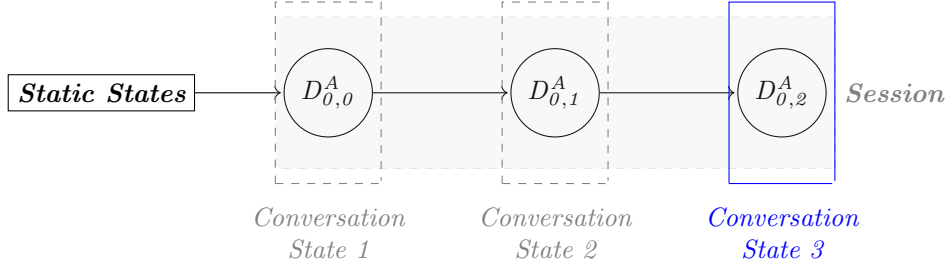 Static States
D^A_{0,0}
D^A_{0,1}
D^A_{0,2}
Session
Conversation
State 1
Conversation
State 2
Conversation
State 3